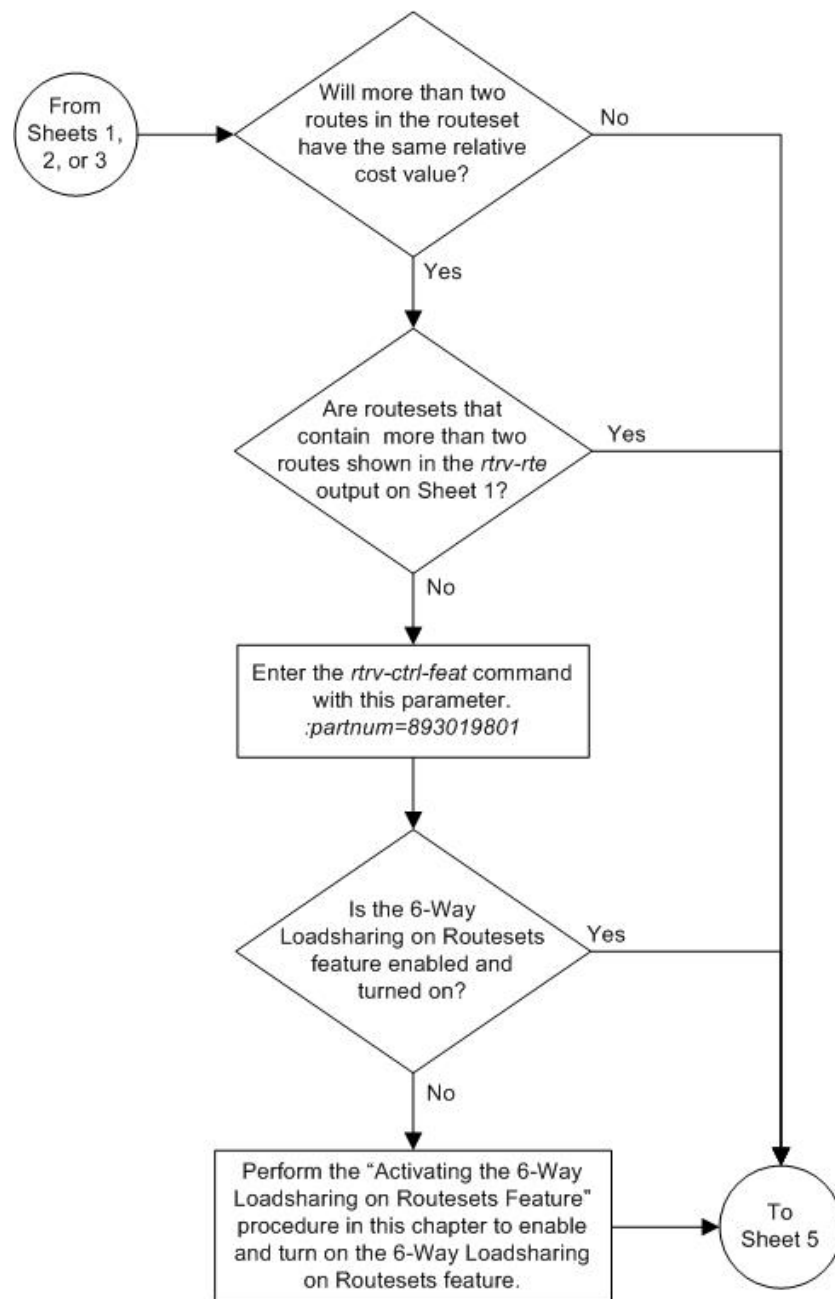 From
Sheets 1,
2, or 3
Will more than two
routes in the routeset
have the same relative
cost value?
No
Yes
Are routesets that
contain more than two
routes shown in the rtrv-rte
output on Sheet 1?
Yes
No
Enter the rtrv-ctrl-feat command
with this parameter.
:partnum=893019801
Is the 6-Way
Loadsharing on Routesets
feature enabled and
turned on?
Yes
No
Perform the “Activating the 6-Way
Loadsharing on Routesets Feature"
procedure in this chapter to enable
and turn on the 6-Way Loadsharing
on Routesets feature.
To
Sheet 5